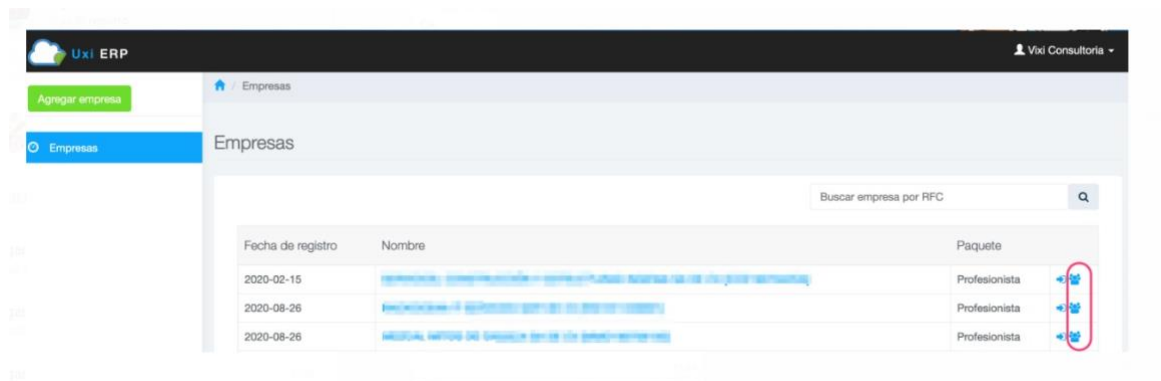 Uxi ERP
Vixi Consultoria
Agregar empresa
Empresas
/ Empresas
Empresas
Buscar empresa por RFC
Fecha de registro Nombre Paquete
2020-02-15 Profesionista
2020-08-26 Profesionista
2020-08-26 Profesionista